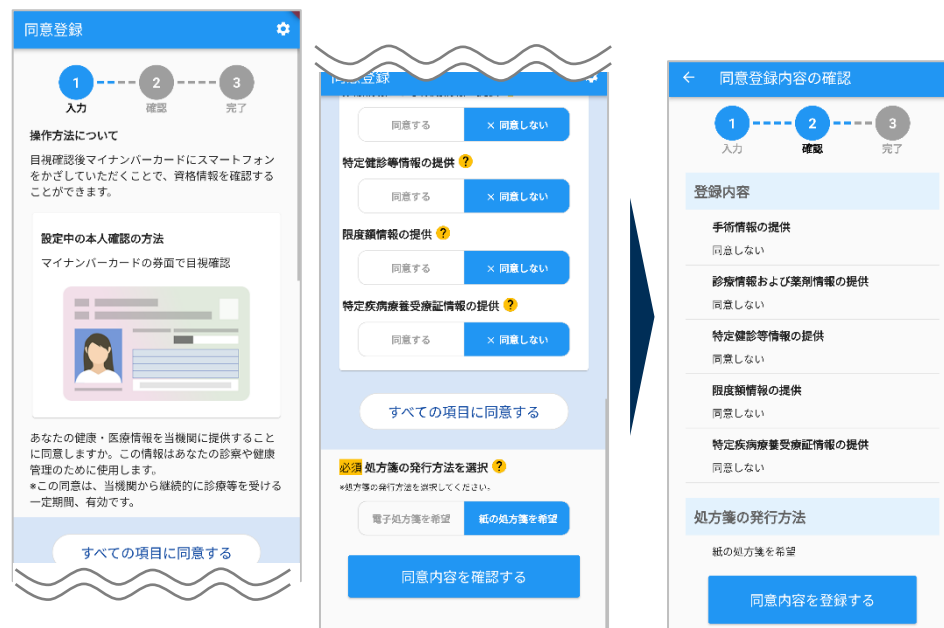 同意登録
1
2
3
入力
確認
完了
操作方法について
目視確認後マイナンバーカードにスマートフォン
をかざしていただくことで、資格情報を確認する
ことができます。
設定中の本人確認の方法
マイナンバーカードの券面で目視確認
あなたの健康・医療情報を当機関に提供すること
に同意しますか。この情報はあなたの診察や健康
管理のために使用します。
*この同意は、当機関から継続的に診療等を受ける
一定期間、有効です。
すべての項目に同意する
同意登録
同意する
× 同意しない
特定健診等情報の提供 ?
同意する
× 同意しない
限度額情報の提供 ?
同意する
× 同意しない
特定疾病療養受療証情報の提供 ?
同意する
× 同意しない
すべての項目に同意する
必須 処方箋の発行方法を選択 ?
*処方箋の発行方法を選択してください。
電子処方箋を希望
紙の処方箋を希望
同意内容を確認する
← 同意登録内容の確認
1
2
3
入力
確認
完了
登録内容
手術情報の提供
同意しない
診療情報および薬剤情報の提供
同意しない
特定健診等情報の提供
同意しない
限度額情報の提供
同意しない
特定疾病療養受療証情報の提供
同意しない
処方箋の発行方法
紙の処方箋を希望
同意内容を登録する